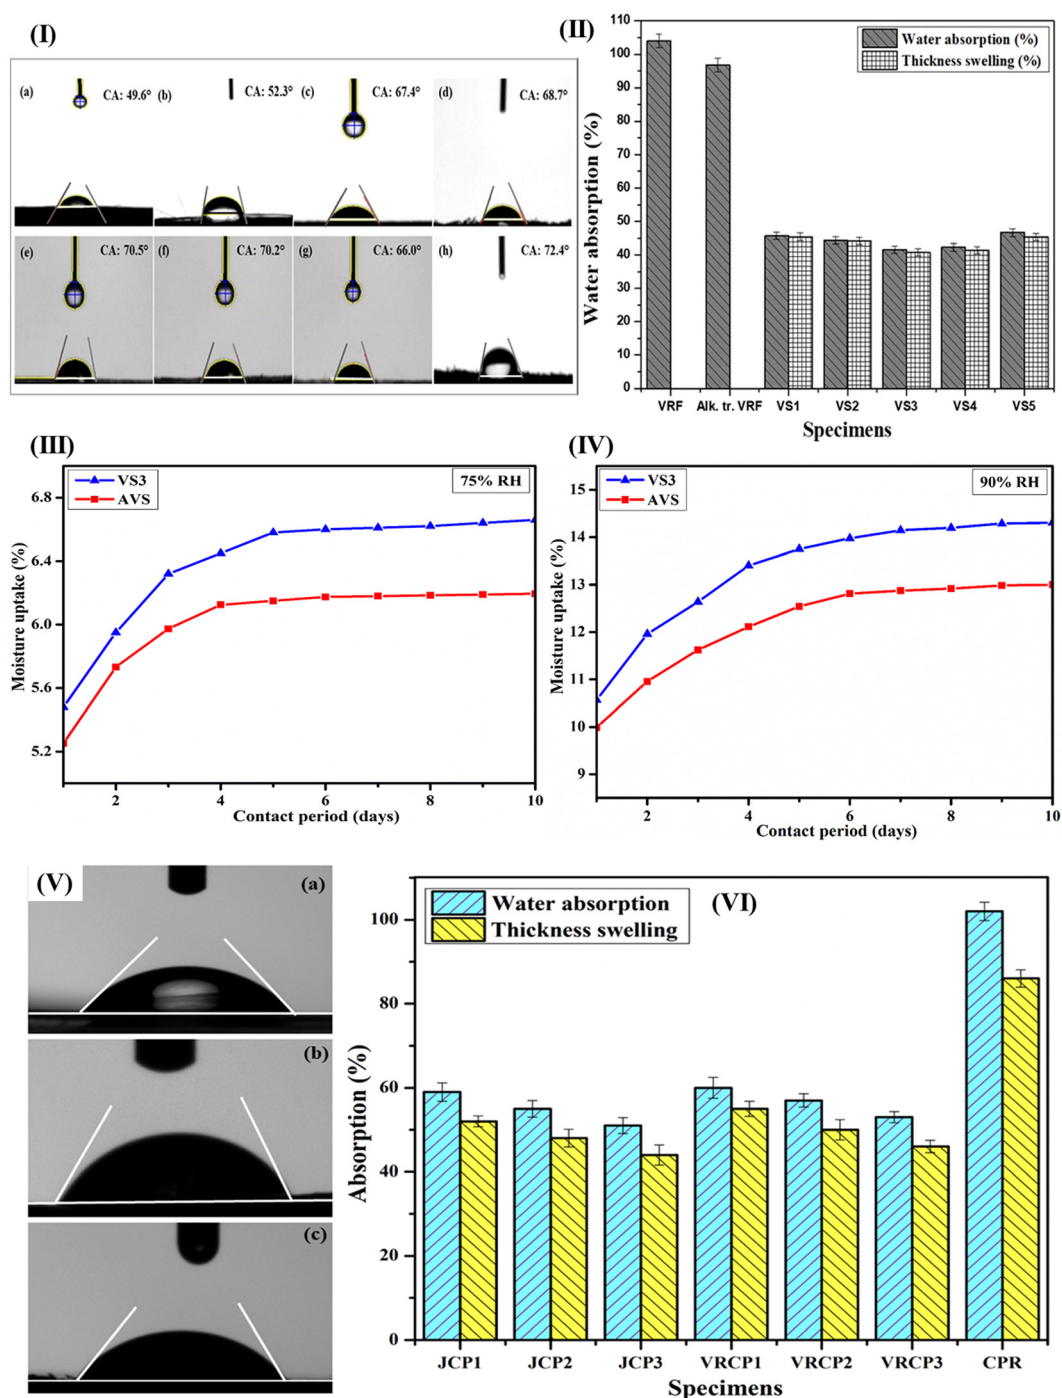 (I)
(a)
CA: 49.6°
(b)
CA: 52.3°
(c)
CA: 67.4°
(d)
CA: 68.7°
(e)
CA: 70.5°
(f)
CA: 70.2°
(g)
CA: 66.0°
(h)
CA: 72.4°
(II)
Water absorption (%)
Thickness swelling (%)
Water absorption (%)
110
100
90
80
70
60
50
40
30
20
10
0
VRF
Alk. tr. VRF
VS1
VS2
VS3
VS4
VS5
Specimens
(III)
VS3
AVS
75% RH
Moisture uptake (%)
6.8
6.4
6.0
5.6
5.2
2
4
6
8
10
Contact period (days)
(IV)
VS3
AVS
90% RH
Moisture uptake (%)
15
14
13
12
11
10
9
2
4
6
8
10
Contact period (days)
(V)
(a)
(b)
(c)
(VI)
Water absorption
Thickness swelling
Absorption (%)
100
80
60
40
20
0
JCP1
JCP2
JCP3
VRCP1
VRCP2
VRCP3
CPR
Specimens